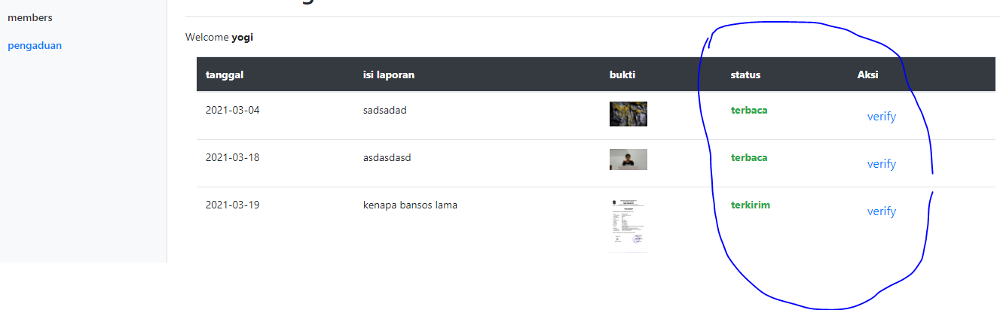 members
pengaduan
Welcome yogi
tanggal isi laporan bukti status Aksi
2021-03-04 sadsadad terbaca verify
2021-03-18 asdasdasd terbaca verify
2021-03-19 kenapa bansos lama terkirim verify